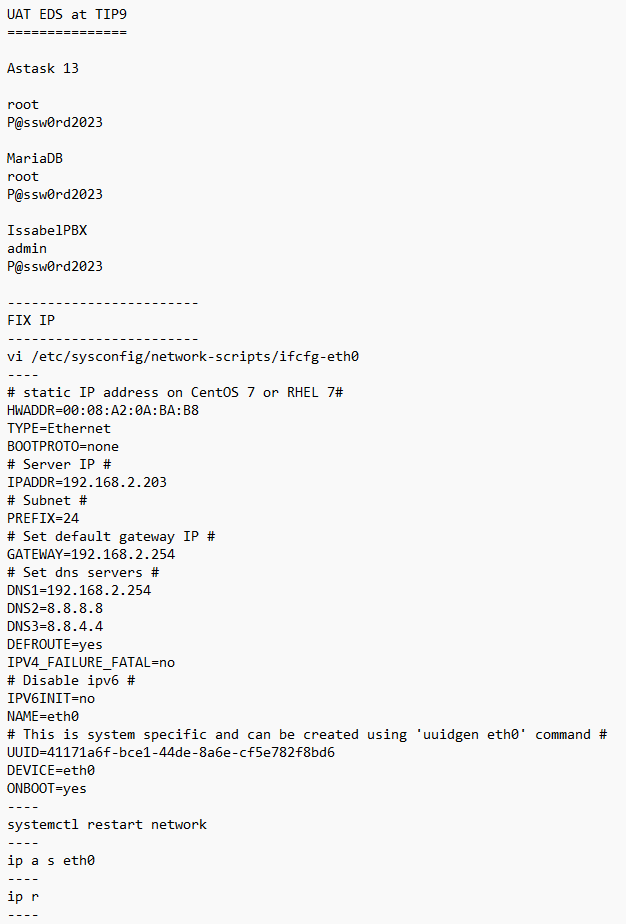 UAT EDS at TIP9
===============
Astask 13
root
P@ssw0rd2023
MariaDB
root
P@ssw0rd2023
IssabelPBX
admin
P@ssw0rd2023
------------------------
FIX IP
------------------------
vi /etc/sysconfig/network-scripts/ifcfg-eth0
----
# static IP address on CentOS 7 or RHEL 7#
HWADDR=00:08:A2:0A:BA:B8
TYPE=Ethernet
BOOTPROTO=none
# Server IP #
IPADDR=192.168.2.203
# Subnet #
PREFIX=24
# Set default gateway IP #
GATEWAY=192.168.2.254
# Set dns servers #
DNS1=192.168.2.254
DNS2=8.8.8.8
DNS3=8.8.4.4
DEFROUTE=yes
IPV4_FAILURE_FATAL=no
# Disable ipv6 #
IPV6INIT=no
NAME=eth0
# This is system specific and can be created using 'uuidgen eth0' command #
UUID=41171a6f-bce1-44de-8a6e-cf5e782f8bd6
DEVICE=eth0
ONBOOT=yes
----
systemctl restart network
----
ip a s eth0
----
ip r
----